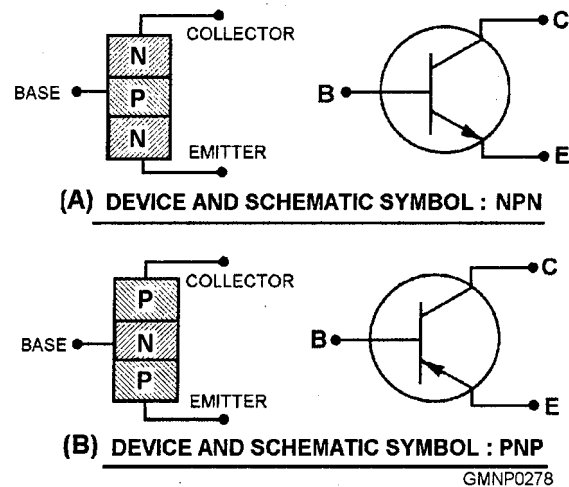 COLLECTOR
N
BASE
P
N
EMITTER
C
B
E
(A) DEVICE AND SCHEMATIC SYMBOL : NPN
COLLECTOR
P
BASE
N
P
EMITTER
C
B
E
(B) DEVICE AND SCHEMATIC SYMBOL : PNP
GMNP0278